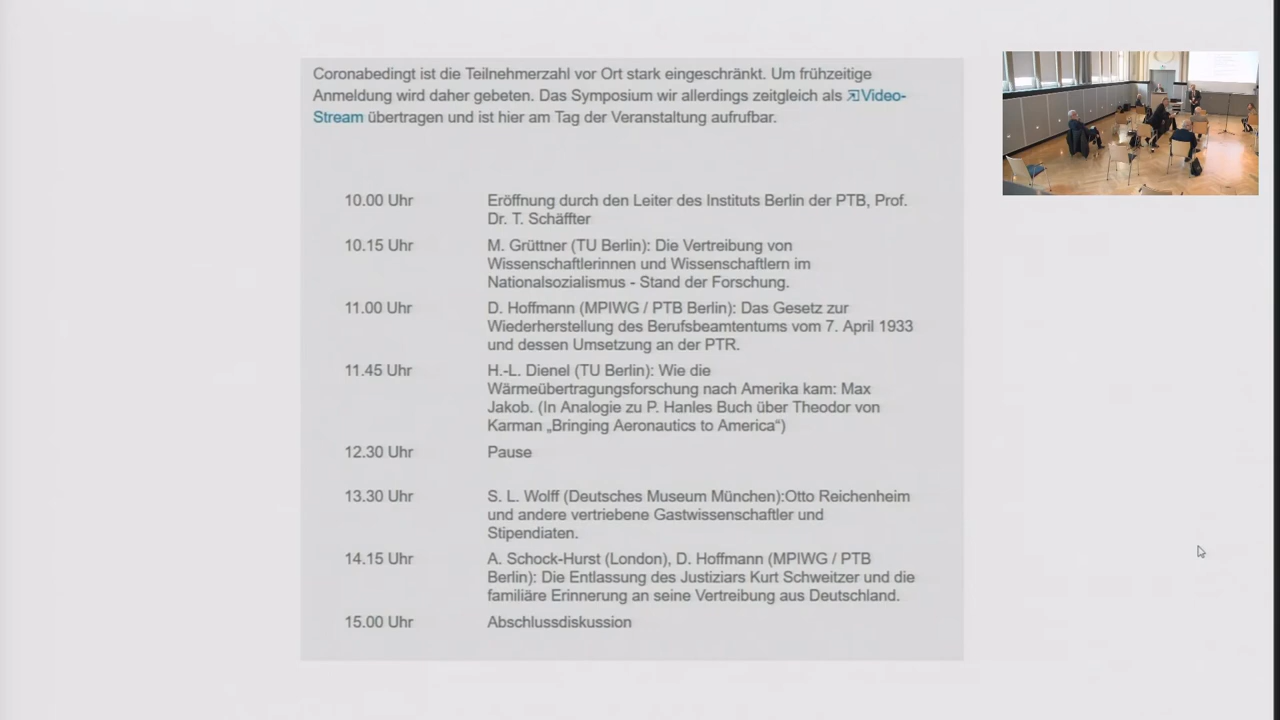 Coronabedingt ist die Teilnehmerzahl vor Ort stark eingeschränkt. Um frühzeitige
Anmeldung wird daher gebeten. Das Symposium wir allerdings zeitgleich als Video-
Stream übertragen und ist hier am Tag der Veranstaltung aufrufbar.
10.00 Uhr Eröffnung durch den Leiter des Instituts Berlin der PTB, Prof.
Dr. T. Schäffter
10.15 Uhr M. Grüttner (TU Berlin): Die Vertreibung von
Wissenschaftlerinnen und Wissenschaftlern im
Nationalsozialismus - Stand der Forschung.
11.00 Uhr D. Hoffmann (MPIWG / PTB Berlin): Das Gesetz zur
Wiederherstellung des Berufsbeamtentums vom 7. April 1933
und dessen Umsetzung an der PTR.
11.45 Uhr H.-L. Dienel (TU Berlin): Wie die
Wärmeübertragungsforschung nach Amerika kam: Max
Jakob. (In Analogie zu P. Hanles Buch über Theodor von
Karman „Bringing Aeronautics to America“)
12.30 Uhr Pause
13.30 Uhr S. L. Wolff (Deutsches Museum München):Otto Reichenheim
und andere vertriebene Gastwissenschaftler und
Stipendiaten.
14.15 Uhr A. Schock-Hurst (London), D. Hoffmann (MPIWG / PTB
Berlin): Die Entlassung des Justiziars Kurt Schweitzer und die
familiäre Erinnerung an seine Vertreibung aus Deutschland.
15.00 Uhr Abschlussdiskussion